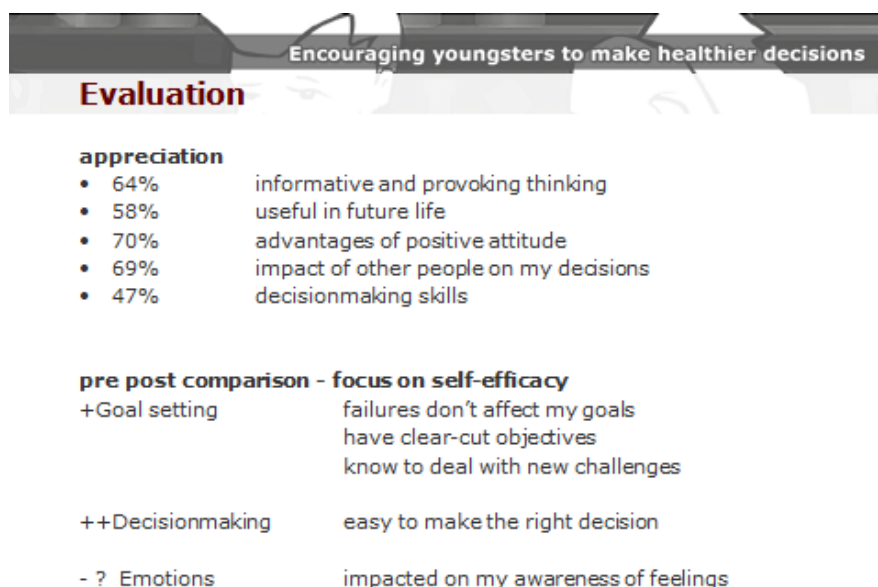 Encouraging youngsters to make healthier decisions
Evaluation
appreciation
• 64% informative and provoking thinking
• 58% useful in future life
• 70% advantages of positive attitude
• 69% impact of other people on my decisions
• 47% decisionmaking skills
pre post comparison - focus on self-efficacy
+Goal setting failures don't affect my goals
have clear-cut objectives
know to deal with new challenges
++Decisionmaking easy to make the right decision
- ? Emotions impacted on my awareness of feelings